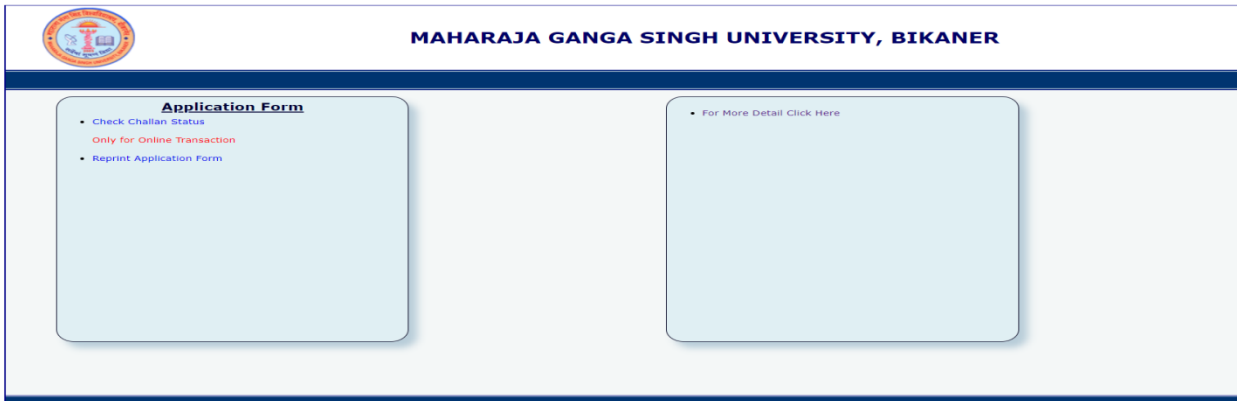 MAHARAJA GANGA SINGH UNIVERSITY, BIKANER
Application Form
Check Challan Status
Only for Online Transaction
Reprint Application Form
For More Detail Click Here